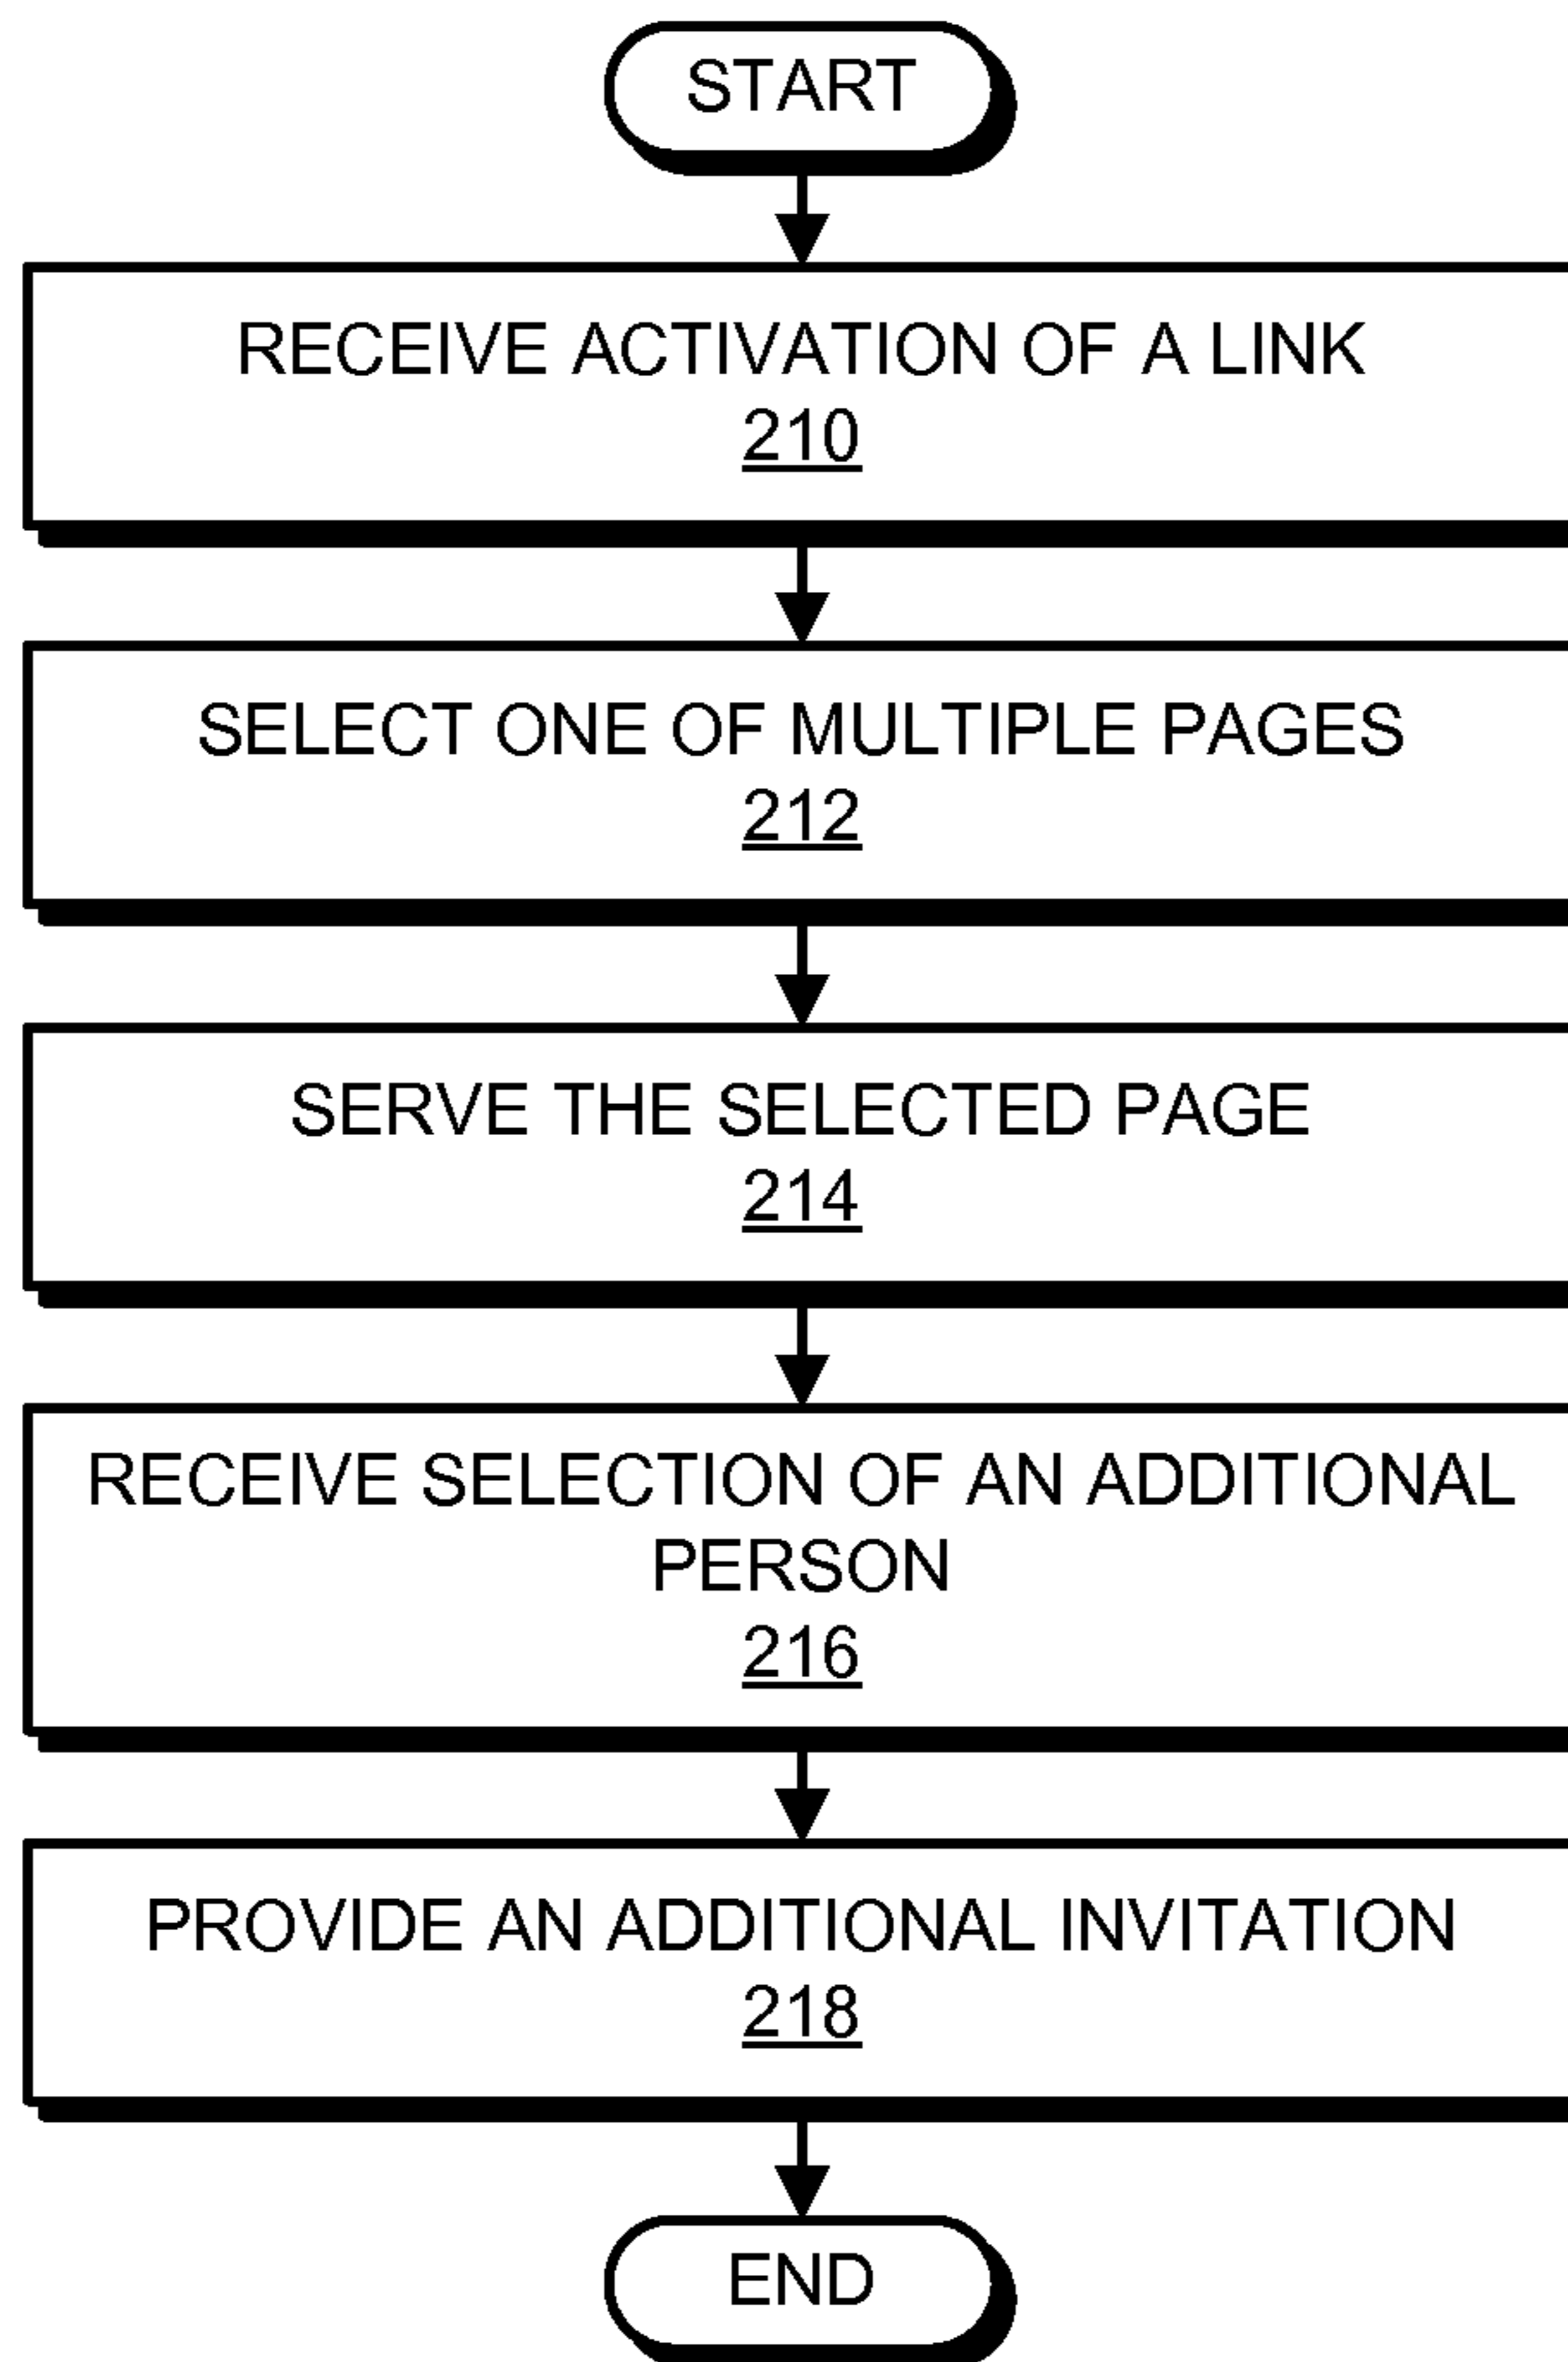 START
RECEIVE ACTIVATION OF A LINK
210
SELECT ONE OF MULTIPLE PAGES
212
SERVE THE SELECTED PAGE
214
RECEIVE SELECTION OF AN ADDITIONAL
PERSON
216
PROVIDE AN ADDITIONAL INVITATION
218
END